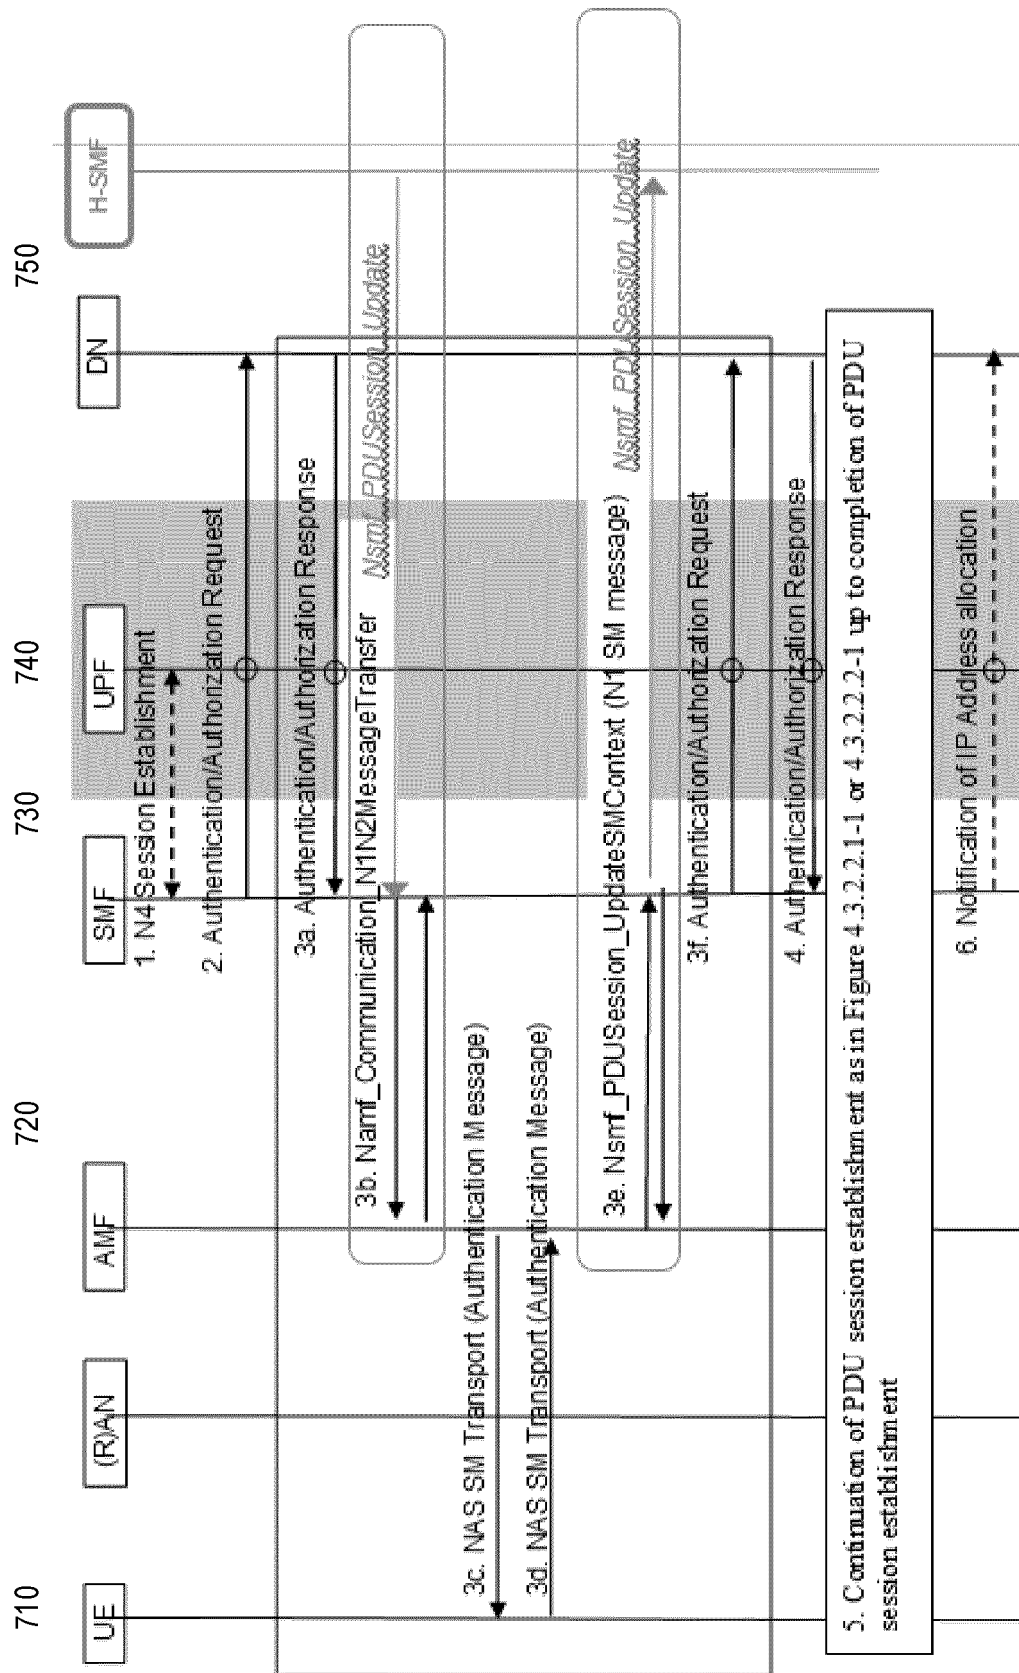 710
720
730
740
750
UE
(R)AN
AMF
SMF
UPF
DN
H-SMF
1. N4 Session Establishment
2. Authentication/Authorization Request
3a. Authentication/Authorization Response
3b. Namf_Communication_N1N2MessageTransfer
Nsmf_PDUSession_Update
3c. NAS SM Transport (Authentication Message)
3d. NAS SM Transport (Authentication Message)
3e. Nsmf_PDUSession_UpdateSMContext (N1 SM message)
Nsmf_PDUSession_Update
3f. Authentication/Authorization Request
4. Authentication/Authorization Response
5. Continuation of PDU session establishment as in Figure 4.3.2.2.1-1 or 4.3.2.2.2-1 up to completion of PDU
session establishment
6. Notification of IP Address allocation